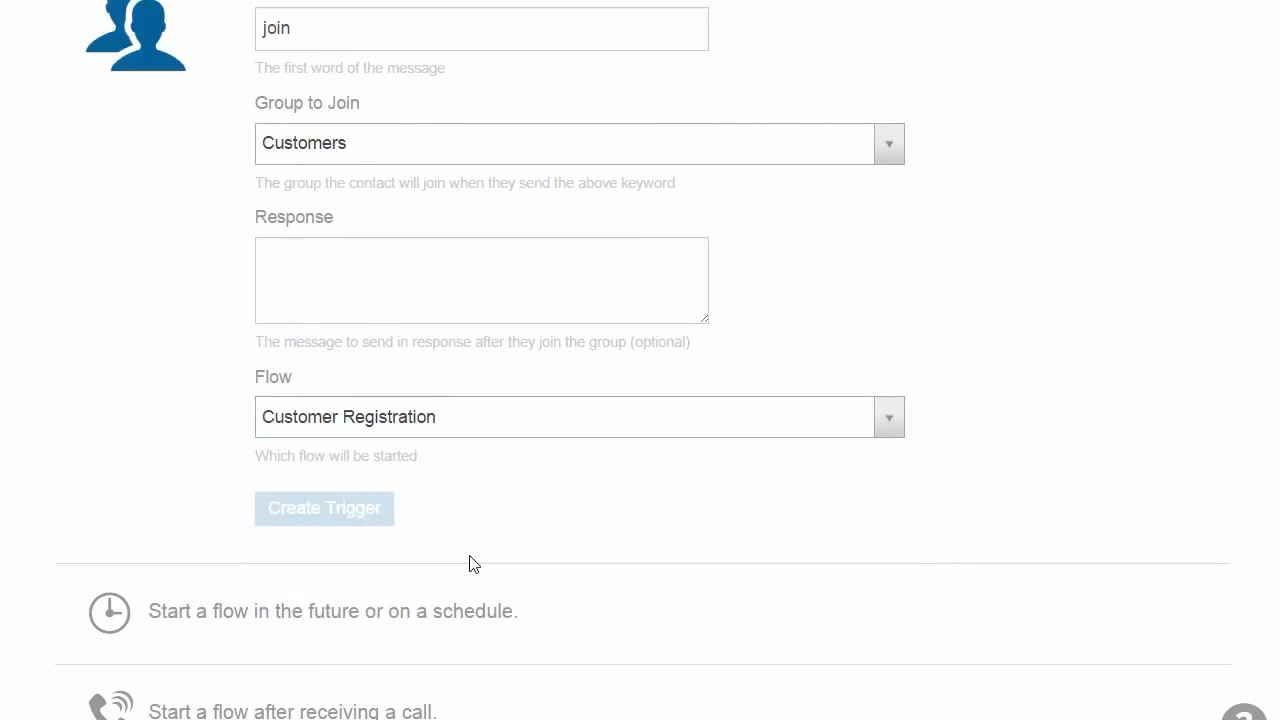 join
The first word of the message
Group to Join
Customers
The group the contact will join when they send the above keyword
Response
The message to send in response after they join the group (optional)
Flow
Customer Registration
Which flow will be started
Create Trigger
Start a flow in the future or on a schedule.
Start a flow after receiving a call.